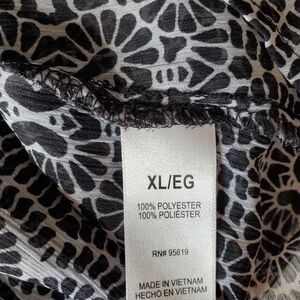 XL/EG
100% POLYESTER
100% POLIÉSTER
RN# 95619
MADE IN VIETNAM
HECHO EN VIETNAM